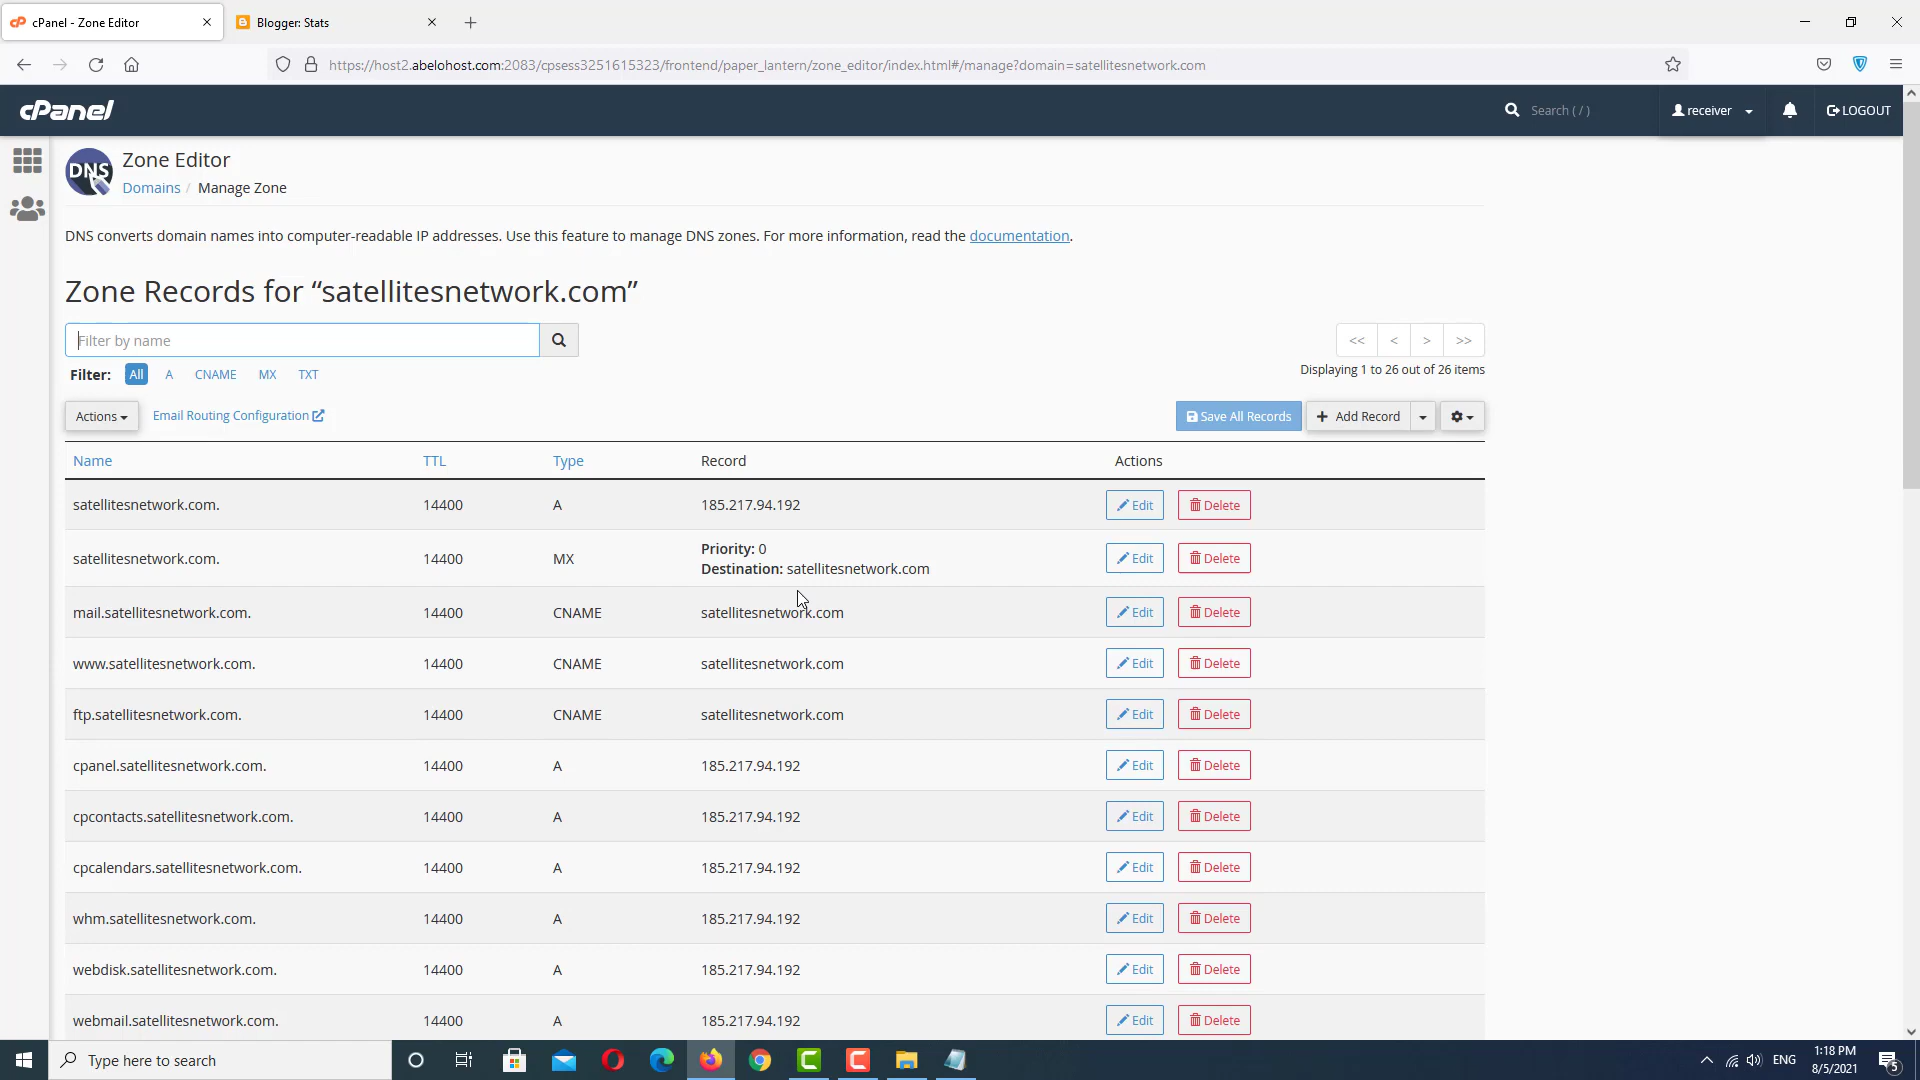 cPanel - Zone Editor
Blogger: Stats
https://host2.abelohost.com:2083/cpsess3251615323/frontend/paper_lantern/zone_editor/index.html#/manage?domain=satellitesnetwork.com
cPanel
Search ( / )
receiver
LOGOUT
DNS
Zone Editor
Domains / Manage Zone
DNS converts domain names into computer-readable IP addresses. Use this feature to manage DNS zones. For more information, read the documentation.
Zone Records for “satellitesnetwork.com”
Filter by name
<< < > >>
Displaying 1 to 26 out of 26 items
Filter: All A CNAME MX TXT
Actions Email Routing Configuration
Save All Records + Add Record
Name TTL Type Record Actions
satellitesnetwork.com. 14400 A 185.217.94.192 Edit Delete
satellitesnetwork.com. 14400 MX Priority: 0 Edit Delete
Destination: satellitesnetwork.com
mail.satellitesnetwork.com. 14400 CNAME satellitesnetwork.com Edit Delete
www.satellitesnetwork.com. 14400 CNAME satellitesnetwork.com Edit Delete
ftp.satellitesnetwork.com. 14400 CNAME satellitesnetwork.com Edit Delete
cpanel.satellitesnetwork.com. 14400 A 185.217.94.192 Edit Delete
cpcontacts.satellitesnetwork.com. 14400 A 185.217.94.192 Edit Delete
cpcalendars.satellitesnetwork.com. 14400 A 185.217.94.192 Edit Delete
whm.satellitesnetwork.com. 14400 A 185.217.94.192 Edit Delete
webdisk.satellitesnetwork.com. 14400 A 185.217.94.192 Edit Delete
webmail.satellitesnetwork.com. 14400 A 185.217.94.192 Edit Delete
Type here to search
ENG
1:18 PM
8/5/2021
5